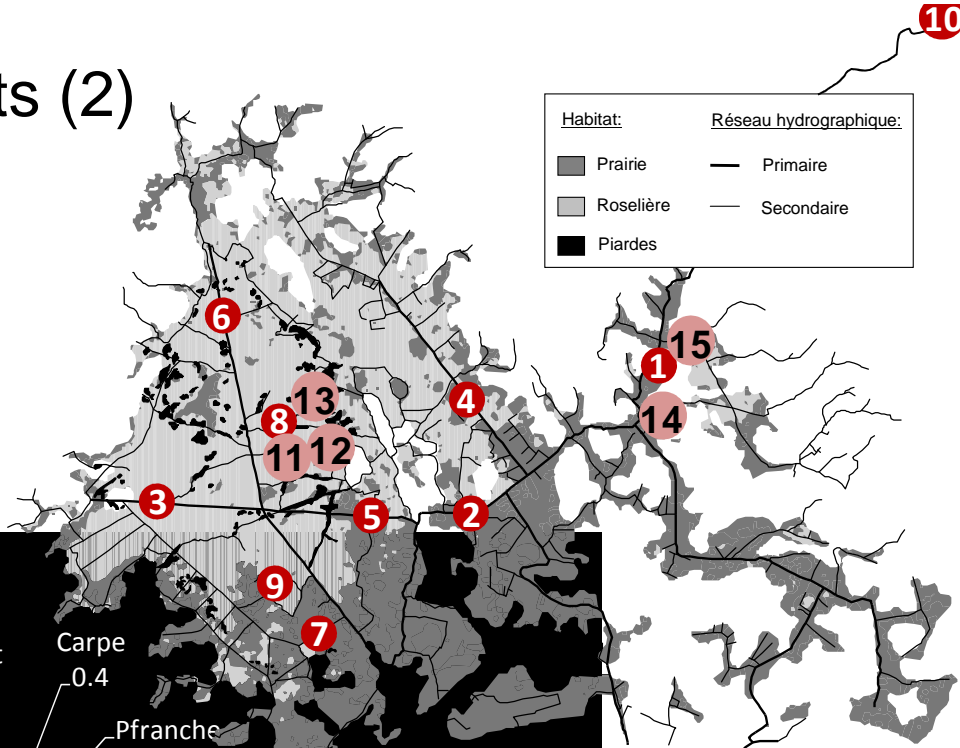 10
ts (2)
Habitat:
Réseau hydrographique:
Prairie
Primaire
Roselière
Secondaire
Piardes
6
15
1
13
4
8
14
12
11
3
5
2
9
7
Carpe
0.4
Pfranche